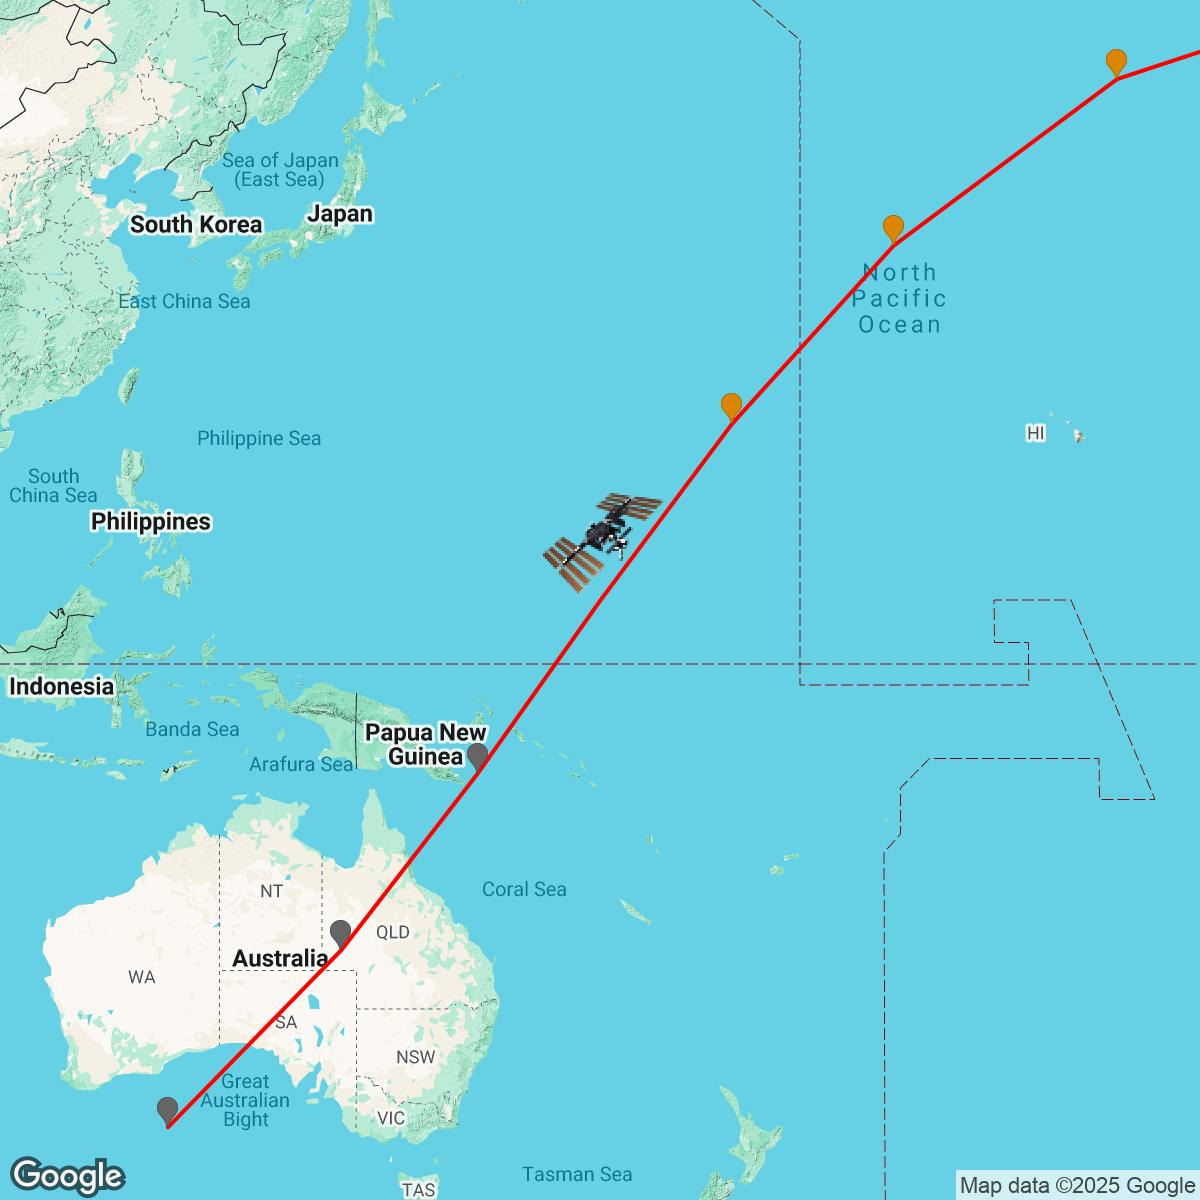 Sea of Japan
(East Sea)
South Korea
Japan
East China Sea
North
Pacific
Ocean
Philippine Sea
HI
South
China Sea
Philippines
Indonesia
Banda Sea
Papua New
Guinea
Arafura Sea
Coral Sea
NT
QLD
Australia
WA
SA
NSW
Great
Australian
Bight
VIC
Tasman Sea
TAS
Google
Map data ©2025 Google